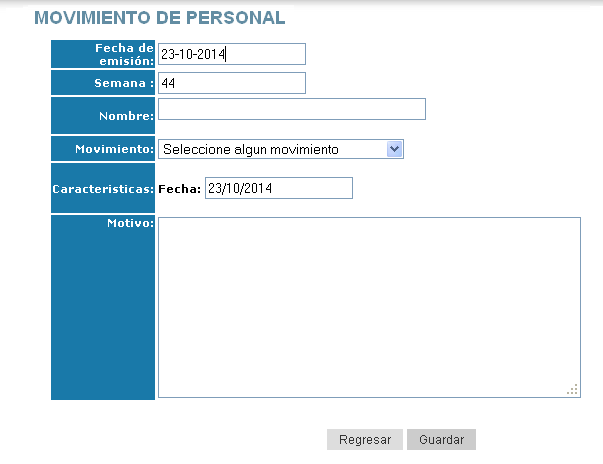 MOVIMIENTO DE PERSONAL
Fecha de
emisión: 23-10-2014
Semana : 44
Nombre:
Movimiento: Seleccione algun movimiento
Caracteristicas: Fecha: 23/10/2014
Motivo:
Regresar Guardar